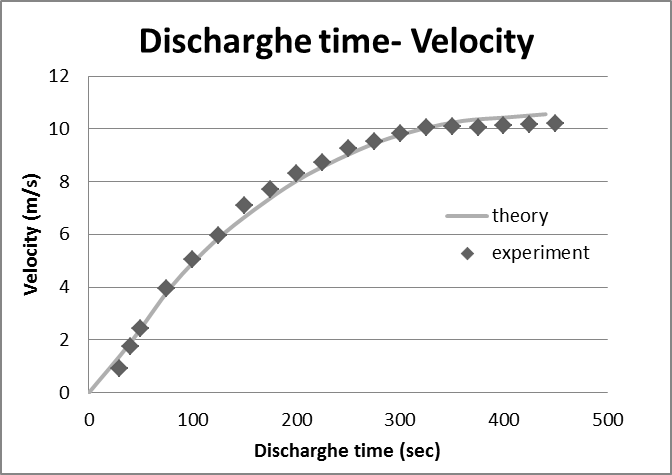 Discharghe time- Velocity
12
10
8
6
4
2
0
Velocity (m/s)
theory
experiment
0 100 200 300 400 500
Discharghe time (sec)